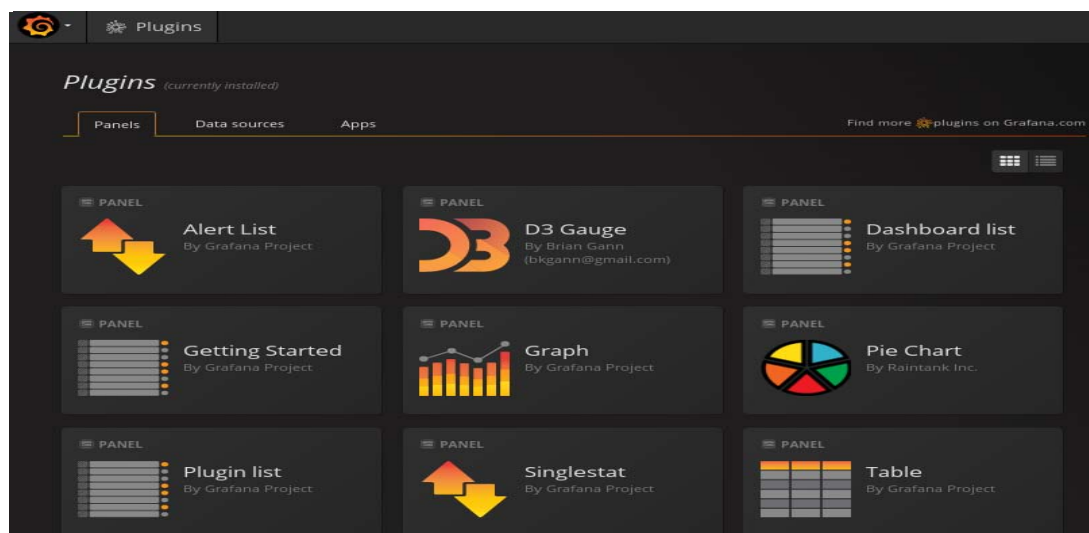 Plugins
Plugins (currently installed)
Panels Data sources Apps Find more plugins on Grafana.com
PANEL
Alert List
By Grafana Project
PANEL
D3 Gauge
By Brian Gann
(bkgann@gmail.com)
PANEL
Dashboard list
By Grafana Project
PANEL
Getting Started
By Grafana Project
PANEL
Graph
By Grafana Project
PANEL
Pie Chart
By Raintank Inc.
PANEL
Plugin list
By Grafana Project
PANEL
Singlestat
By Grafana Project
PANEL
Table
By Grafana Project